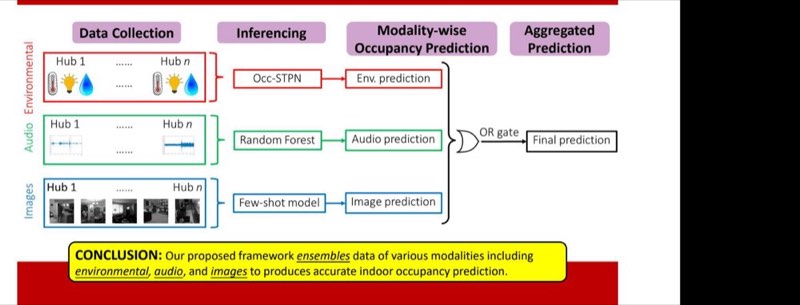 Data Collection
Inferencing
Modality-wise
Occupancy Prediction
Aggregated
Prediction
Environmental
Hub 1 ...... Hub n
......
Occ-STPN
Env. prediction
Audio
Hub 1 ...... Hub n
......
Random Forest
Audio prediction
OR gate
Final prediction
Images
Hub 1 ...... Hub n
Few-shot model
Image prediction
CONCLUSION: Our proposed framework ensembles data of various modalities including
environmental, audio, and images to produces accurate indoor occupancy prediction.